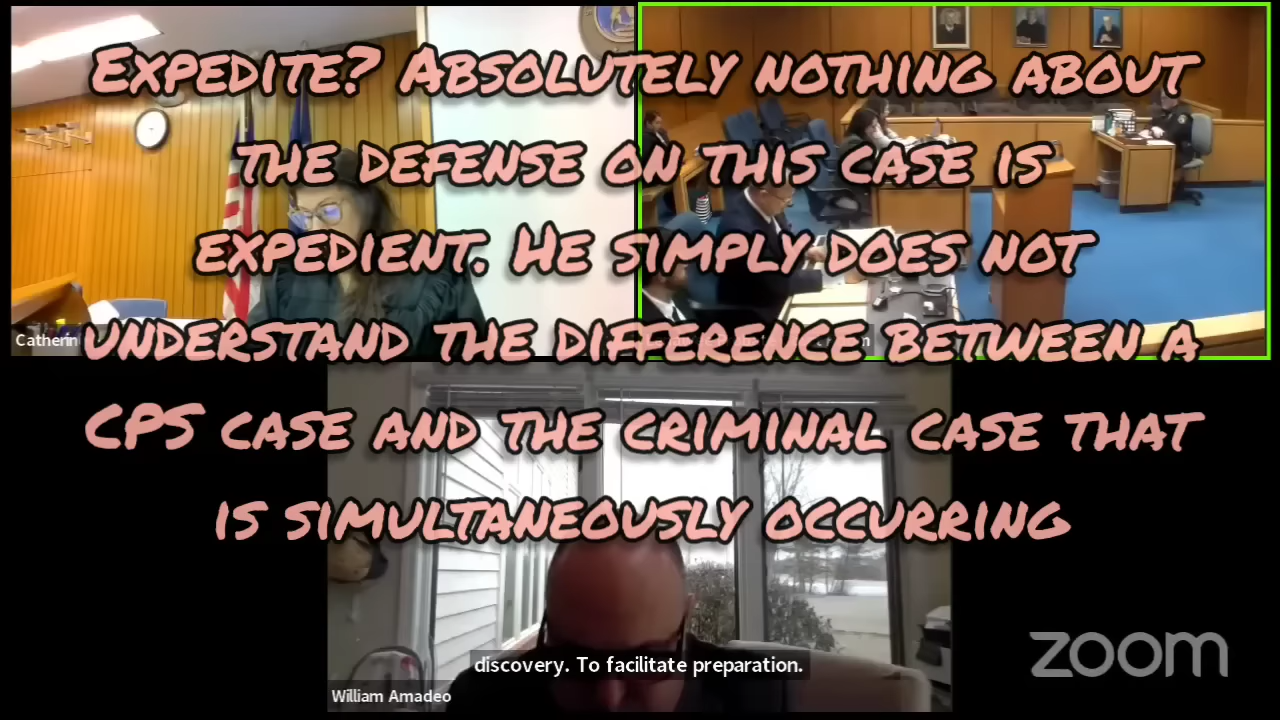 Expedite? Absolutely nothing about
the defense on this case is
expedient. He simply does not
understand the difference between a
CPS case and the criminal case that
is simultaneously occurring
Catherin
discovery. To facilitate preparation.
William Amadeo
zoom